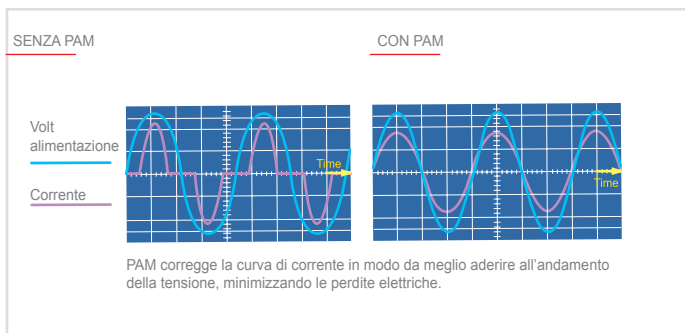 SENZA PAM
CON PAM
Volt
alimentazione
Corrente
Time
Time
PAM corregge la curva di corrente in modo da meglio aderire all'andamento
della tensione, minimizzando le perdite elettriche.